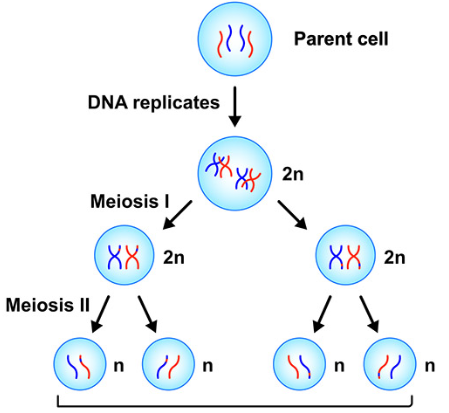 Parent cell
DNA replicates
2n
Meiosis I
2n
2n
Meiosis II
n
n
n
n